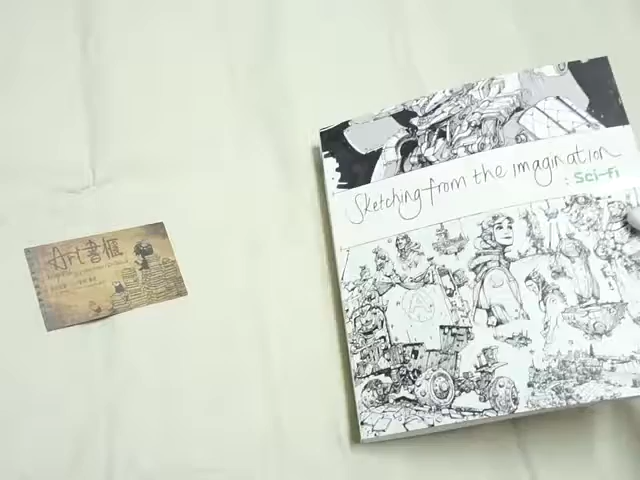 Art書櫃
Sketching from the imagination
: Sci-fi